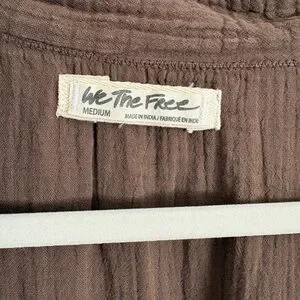 We The Free
MEDIUM
MADE IN INDIA / FABRIQUÉ EN INDE